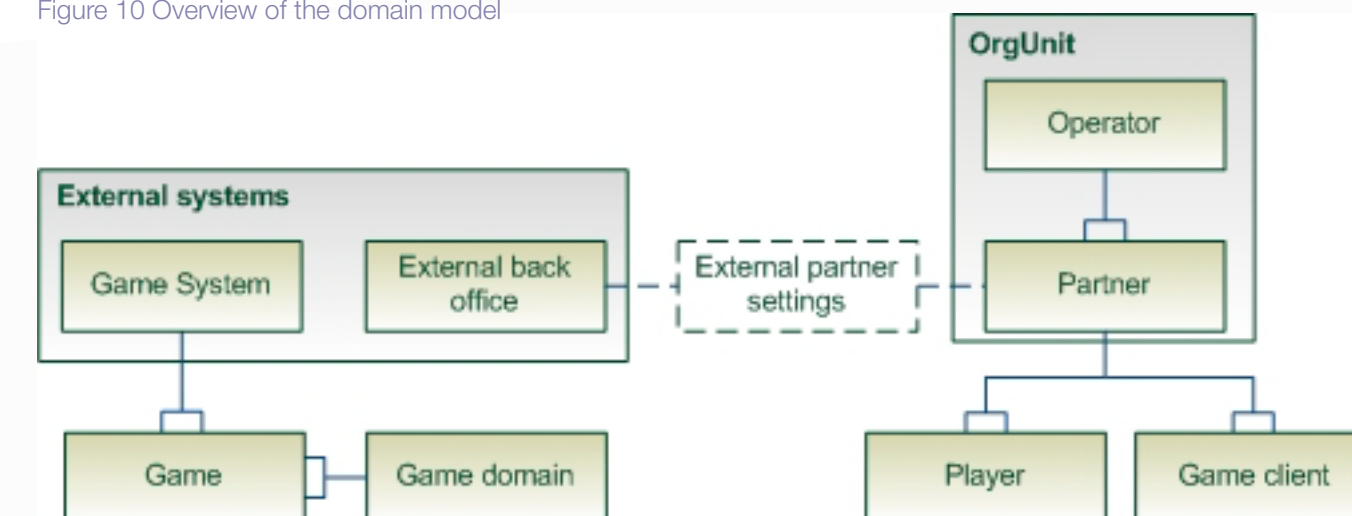 Figure 10 Overview of the domain model
OrgUnit
Operator
External systems
Game System
External back
office
External partner
settings
Partner
Game
Game domain
Player
Game client